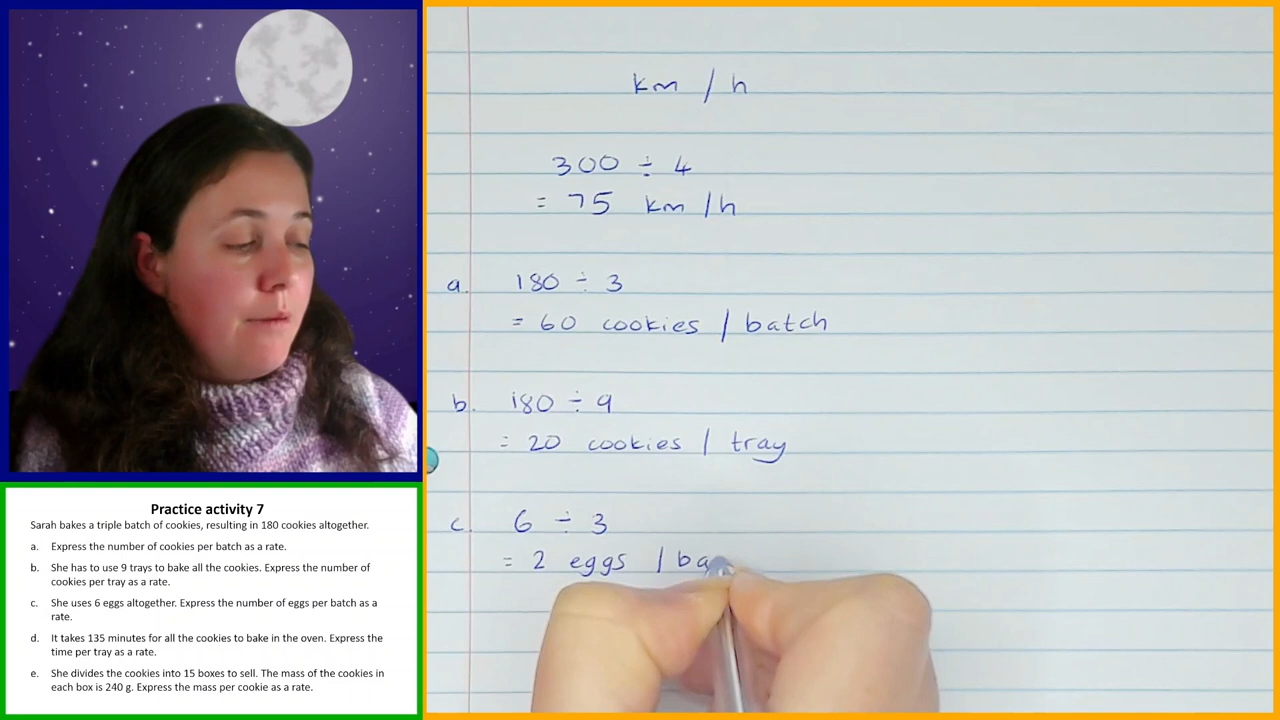 km / h
300 ÷ 4
= 75 km / h
a. 180 ÷ 3
= 60 cookies / batch
b. 180 ÷ 9
= 20 cookies / tray
c. 6 ÷ 3
= 2 eggs / ba
Practice activity 7
Sarah bakes a triple batch of cookies, resulting in 180 cookies altogether.
a. Express the number of cookies per batch as a rate.
b. She has to use 9 trays to bake all the cookies. Express the number of
cookies per tray as a rate.
c. She uses 6 eggs altogether. Express the number of eggs per batch as a
rate.
d. It takes 135 minutes for all the cookies to bake in the oven. Express the
time per tray as a rate.
e. She divides the cookies into 15 boxes to sell. The mass of the cookies in
each box is 240 g. Express the mass per cookie as a rate.